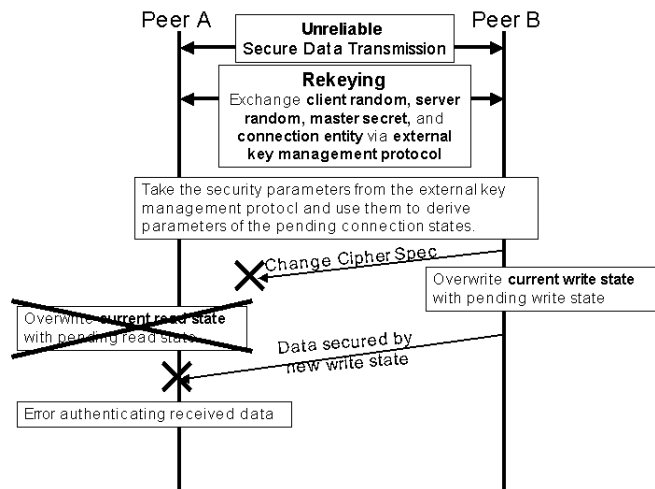 Peer A
Peer B
Unreliable
Secure Data Transmission
Rekeying
Exchange client random, server
random, master secret, and
connection entity via external
key management protocol
Take the security parameters from the external key
management protocl and use them to derive
parameters of the pending connection states.
Change Cipher Spec
Overwrite current write state
with pending write state
Overwrite current read state
with pending read state
Data secured by
new write state
Error authenticating received data